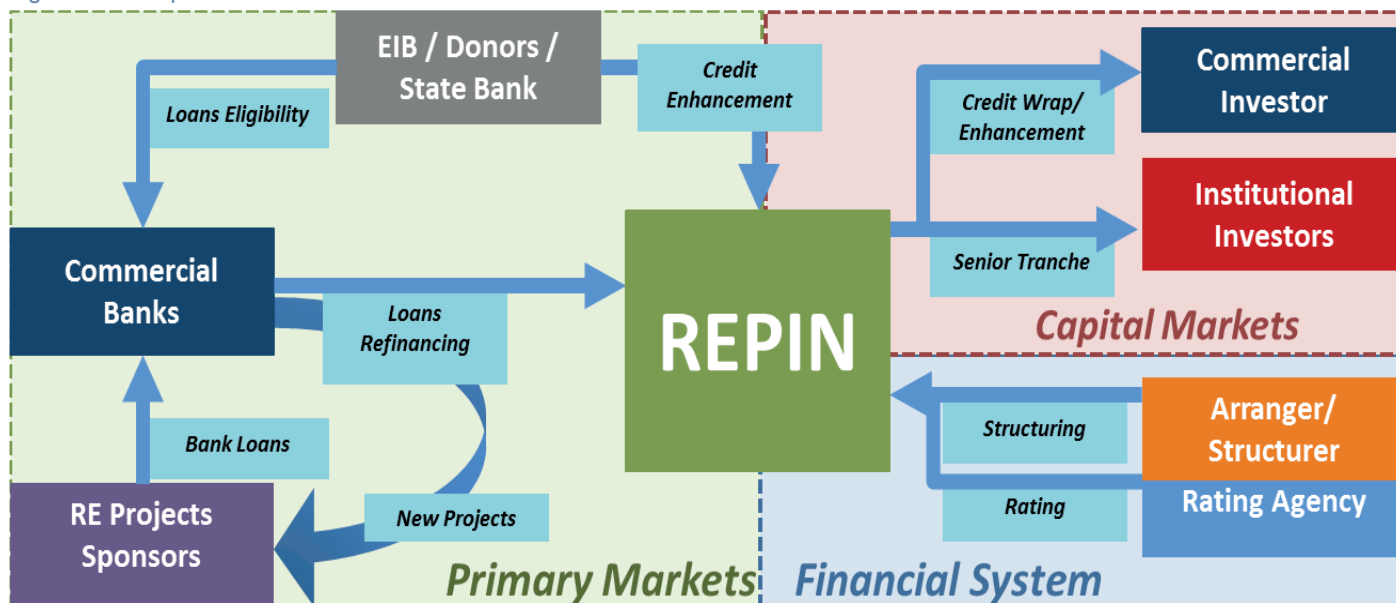 EIB / Donors /
State Bank
Credit
Enhancement
Loans Eligibility
Commercial
Banks
Loans
Refinancing
Bank Loans
RE Projects
Sponsors
New Projects
Primary Markets
REPIN
Credit Wrap/
Enhancement
Commercial
Investor
Institutional
Investors
Senior Tranche
Capital Markets
Arranger/
Structurer
Structuring
Rating Agency
Rating
Financial System